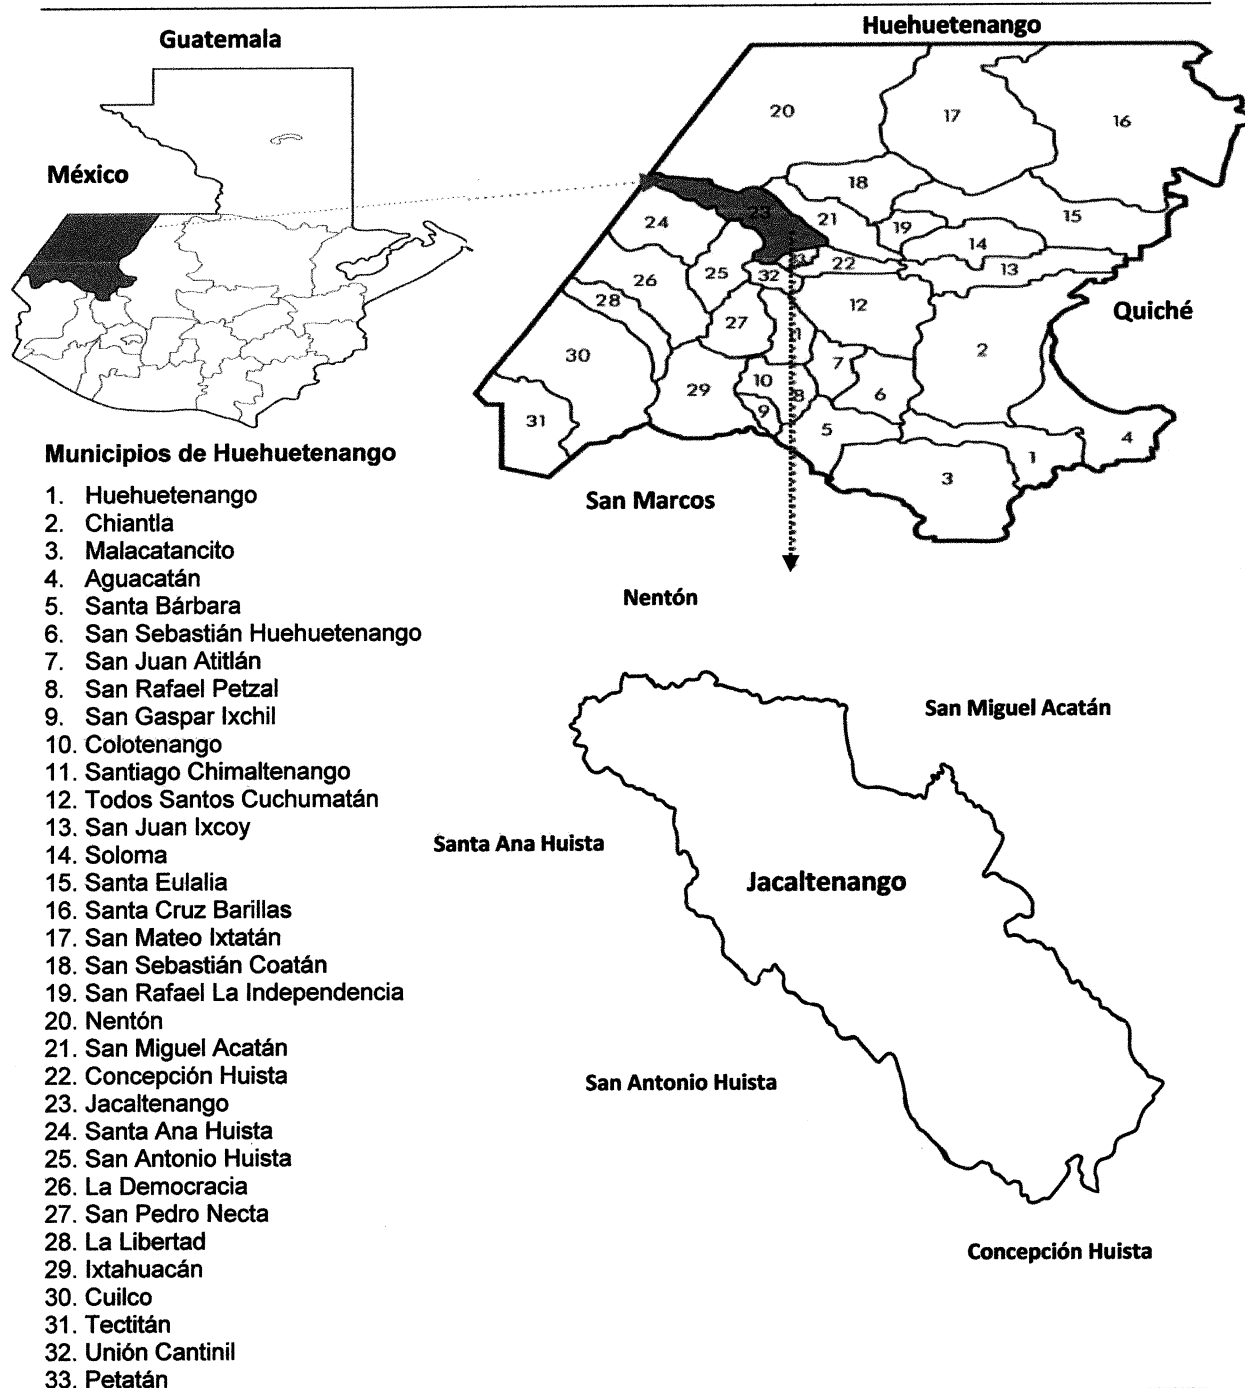 Guatemala
Huehuetenango
México
20
17
16
18
23
24
21
19
15
14
13
22
25
26
32
33
28
27
12
11
2
30
10
7
29
8
6
9
31
5
4
1
3
Quiché
San Marcos
Municipios de Huehuetenango
1. Huehuetenango
2. Chiantla
3. Malacatancito
4. Aguacatán
5. Santa Bárbara
6. San Sebastián Huehuetenango
7. San Juan Atitlán
8. San Rafael Petzal
9. San Gaspar Ixchil
10. Colotenango
11. Santiago Chimaltenango
12. Todos Santos Cuchumatán
13. San Juan Ixcoy
14. Soloma
15. Santa Eulalia
16. Santa Cruz Barillas
17. San Mateo Ixtatán
18. San Sebastián Coatán
19. San Rafael La Independencia
20. Nentón
21. San Miguel Acatán
22. Concepción Huista
23. Jacaltenango
24. Santa Ana Huista
25. San Antonio Huista
26. La Democracia
27. San Pedro Necta
28. La Libertad
29. Ixtahuacán
30. Cuilco
31. Tectitán
32. Unión Cantinil
33. Petatán
Nentón
San Miguel Acatán
Santa Ana Huista
Jacaltenango
San Antonio Huista
Concepción Huista